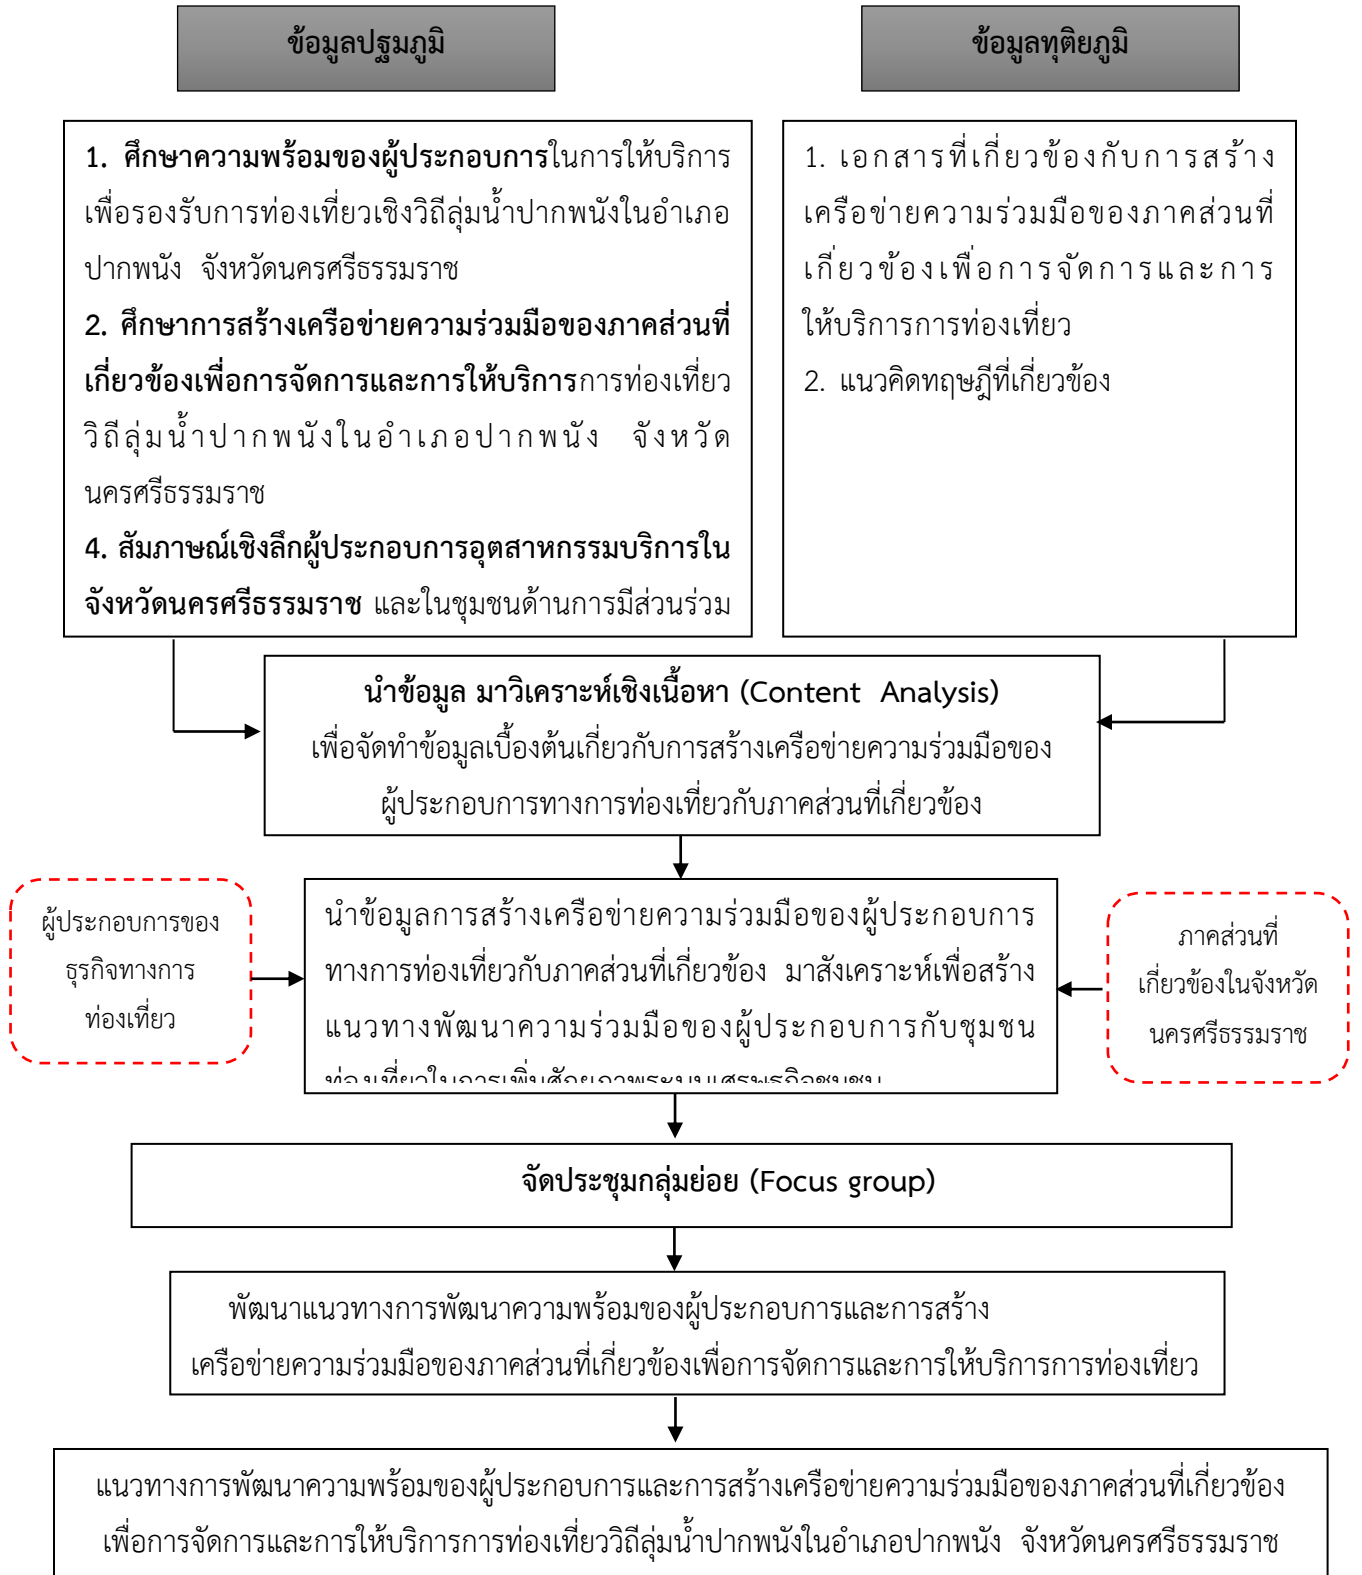 ข้อมูลปฐมภูมิ
ข้อมูลทุติยภูมิ
1. ศึกษาความพร้อมของผู้ประกอบการในการให้บริการ
เพื่อรองรับการท่องเที่ยวเชิงวิถีลุ่มน้ำปากพนังในอำเภอ
ปากพนัง จังหวัดนครศรีธรรมราช
2. ศึกษาการสร้างเครือข่ายความร่วมมือของภาคส่วนที่
เกี่ยวข้องเพื่อการจัดการและการให้บริการการท่องเที่ยว
วิถีลุ่มน้ำปากพนังในอำเภอปากพนัง จังหวัด
นครศรีธรรมราช
4. สัมภาษณ์เชิงลึกผู้ประกอบการอุตสาหกรรมบริการใน
จังหวัดนครศรีธรรมราช และในชุมชนด้านการมีส่วนร่วม
1. เอกสารที่เกี่ยวข้องกับการสร้าง
เครือข่ายความร่วมมือของภาคส่วนที่
เกี่ยวข้องเพื่อการจัดการและการ
ให้บริการการท่องเที่ยว
2. แนวคิดทฤษฎีที่เกี่ยวข้อง
นำข้อมูล มาวิเคราะห์เชิงเนื้อหา (Content Analysis)
เพื่อจัดทำข้อมูลเบื้องต้นเกี่ยวกับการสร้างเครือข่ายความร่วมมือของ
ผู้ประกอบการทางการท่องเที่ยวกับภาคส่วนที่เกี่ยวข้อง
ผู้ประกอบการของ
ธุรกิจทางการ
ท่องเที่ยว
นำข้อมูลการสร้างเครือข่ายความร่วมมือของผู้ประกอบการ
ทางการท่องเที่ยวกับภาคส่วนที่เกี่ยวข้อง มาสังเคราะห์เพื่อสร้าง
แนวทางพัฒนาความร่วมมือของผู้ประกอบการกับชุมชน
ท่องเที่ยวในการเพิ่มศักยภาพระบบเศรษฐกิจชุมชน
ภาคส่วนที่
เกี่ยวข้องในจังหวัด
นครศรีธรรมราช
จัดประชุมกลุ่มย่อย (Focus group)
พัฒนาแนวทางการพัฒนาความพร้อมของผู้ประกอบการและการสร้าง
เครือข่ายความร่วมมือของภาคส่วนที่เกี่ยวข้องเพื่อการจัดการและการให้บริการการท่องเที่ยว
แนวทางการพัฒนาความพร้อมของผู้ประกอบการและการสร้างเครือข่ายความร่วมมือของภาคส่วนที่เกี่ยวข้อง
เพื่อการจัดการและการให้บริการการท่องเที่ยววิถีลุ่มน้ำปากพนังในอำเภอปากพนัง จังหวัดนครศรีธรรมราช